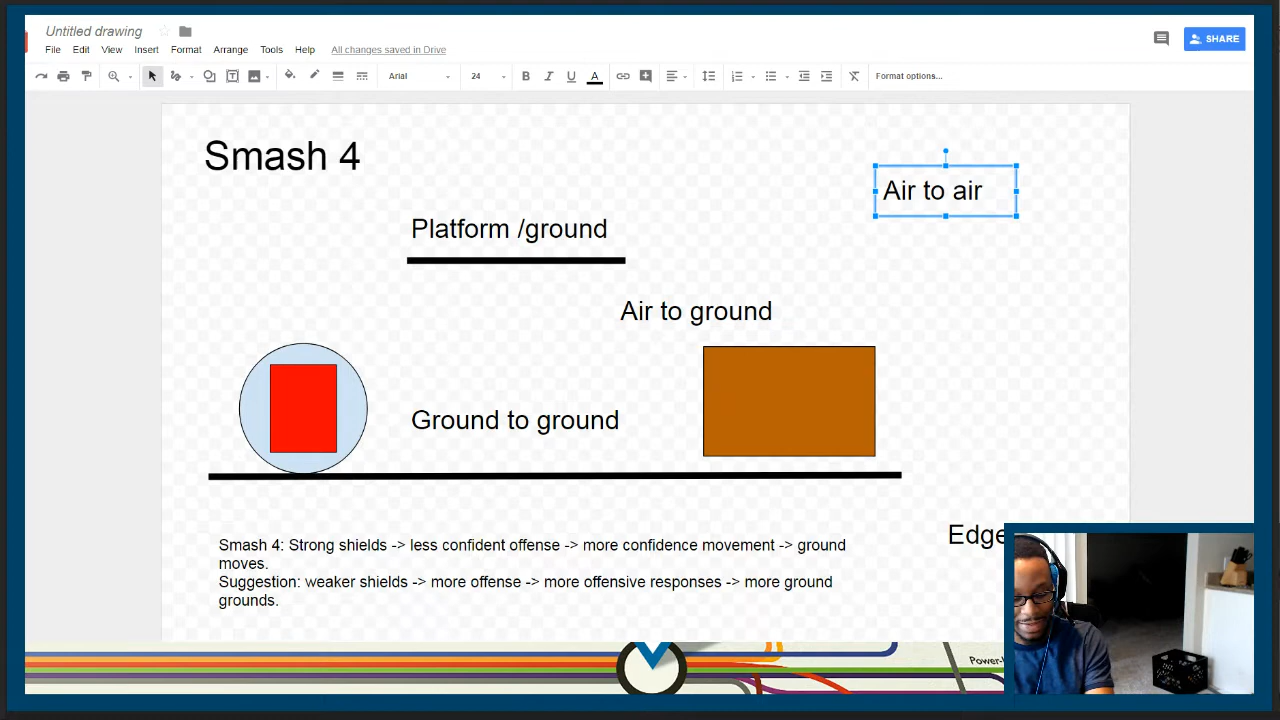 Untitled drawing
File Edit View Insert Format Arrange Tools Help All changes saved in Drive
SHARE
Arial 24 B I U A Format options...
Smash 4
Air to air
Platform /ground
Air to ground
Ground to ground
Edge
Smash 4: Strong shields -> less confident offense -> more confidence movement -> ground
moves.
Suggestion: weaker shields -> more offense -> more offensive responses -> more ground
grounds.